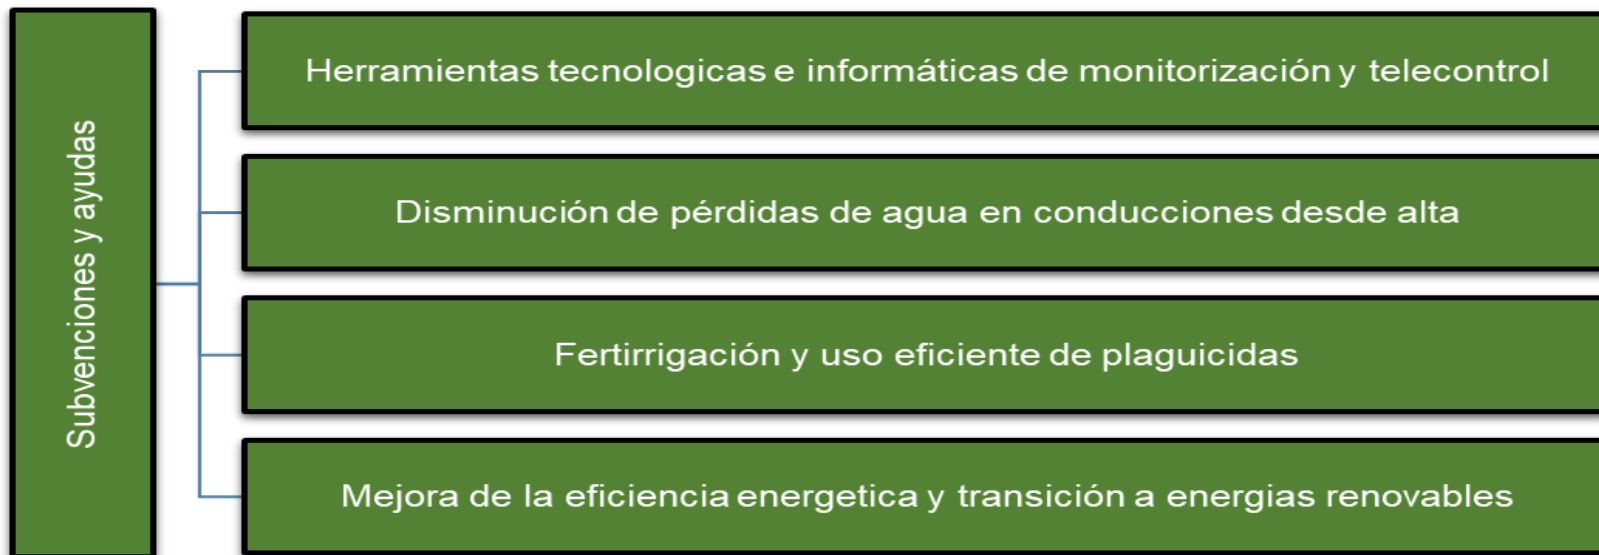 Subvenciones y ayudas
Herramientas tecnologicas e informáticas de monitorización y telecontrol
Disminución de pérdidas de agua en conducciones desde alta
Fertirrigación y uso eficiente de plaguicidas
Mejora de la eficiencia energetica y transición a energias renovables